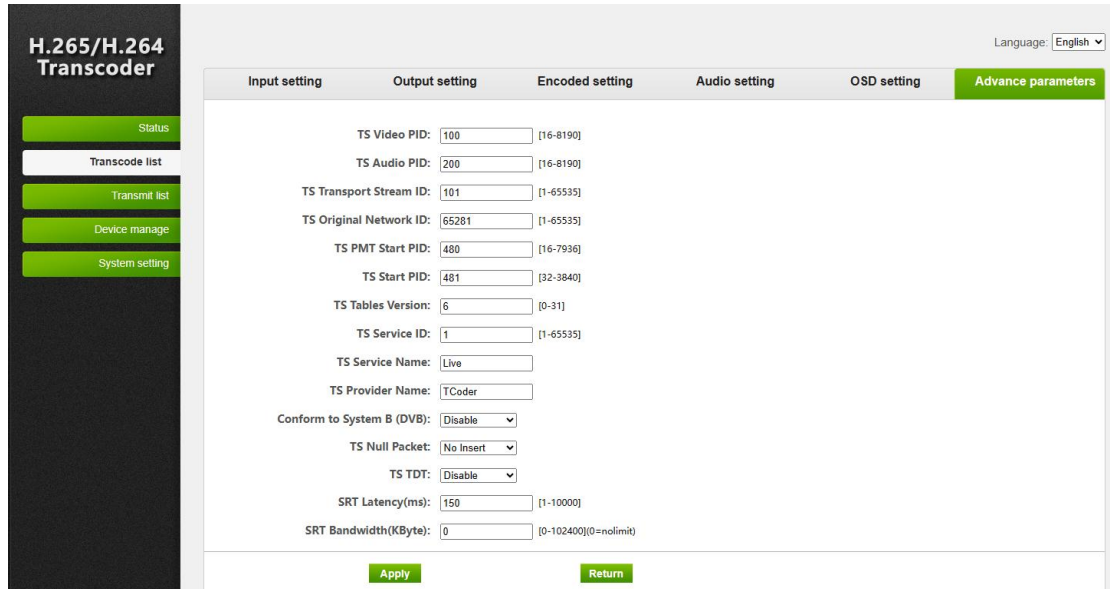 H.265/H.264
Transcoder
Language: English
Input setting Output setting Encoded setting Audio setting OSD setting Advance parameters
Status
Transcode list
Transmit list
Device manage
System setting
TS Video PID: 100 [16-8190]
TS Audio PID: 200 [16-8190]
TS Transport Stream ID: 101 [1-65535]
TS Original Network ID: 65281 [1-65535]
TS PMT Start PID: 480 [16-7936]
TS Start PID: 481 [32-3840]
TS Tables Version: 6 [0-31]
TS Service ID: 1 [1-65535]
TS Service Name: Live
TS Provider Name: TCoder
Conform to System B (DVB): Disable
TS Null Packet: No Insert
TS TDT: Disable
SRT Latency(ms): 150 [1-10000]
SRT Bandwidth(KByte): 0 [0-102400](0=nolimit)
Apply Return